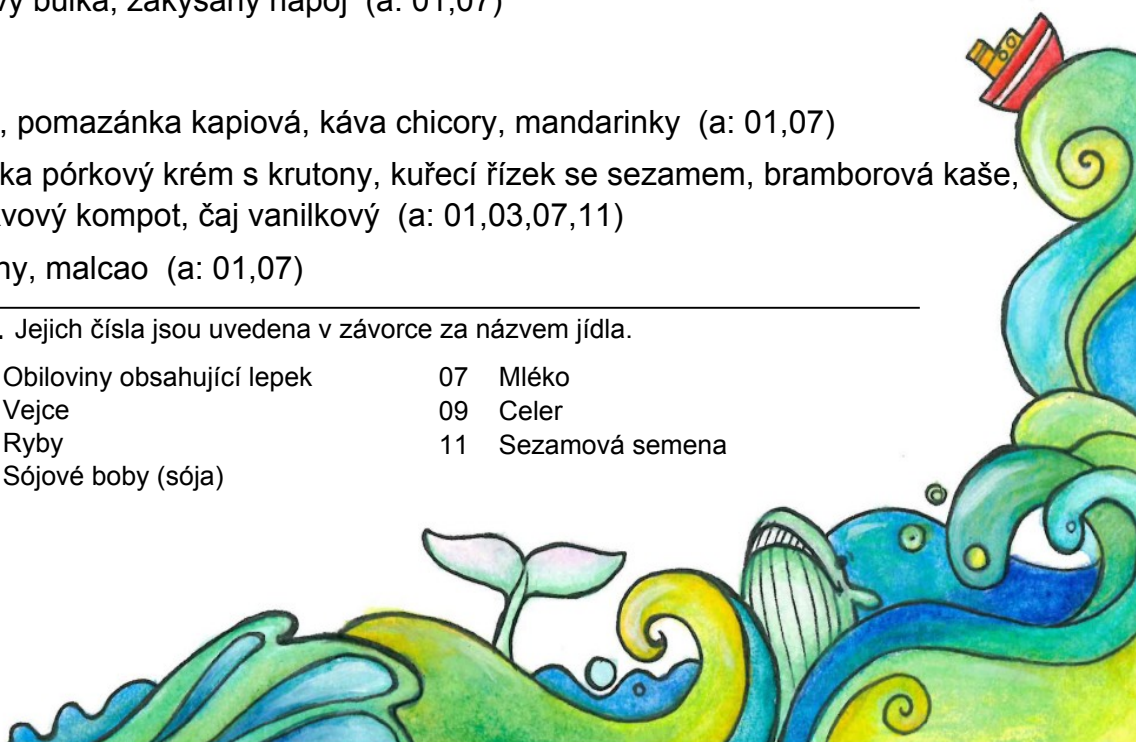 bulka, zakysaný nápoj (a: 01,07)
, pomazánka kapiová, káva chicory, mandarinky (a: 01,07)
ka pórkový krém s krutony, kuřecí řízek se sezamem, bramborová kaše,
vový kompot, čaj vanilkový (a: 01,03,07,11)
ny, malcao (a: 01,07)
. Jejich čísla jsou uvedena v závorce za názvem jídla.
Obiloviny obsahující lepek 07 Mléko
Vejce 09 Celer
Ryby 11 Sezamová semena
Sójové boby (sója)